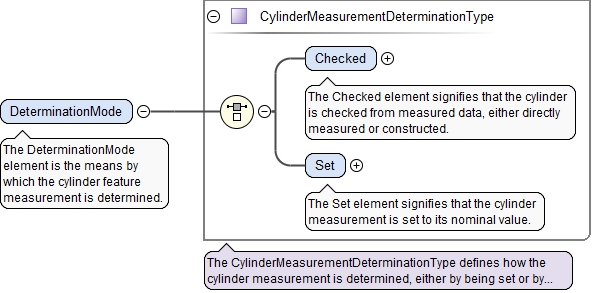 CylinderMeasurementDeterminationType
Checked
The Checked element signifies that the cylinder
is checked from measured data, either directly
measured or constructed.
DeterminationMode
The DeterminationMode
element is the means by
which the cylinder feature
measurement is determined.
Set
The Set element signifies that the cylinder
measurement is set to its nominal value.
The CylinderMeasurementDeterminationType defines how the
cylinder measurement is determined, either by being set or by...